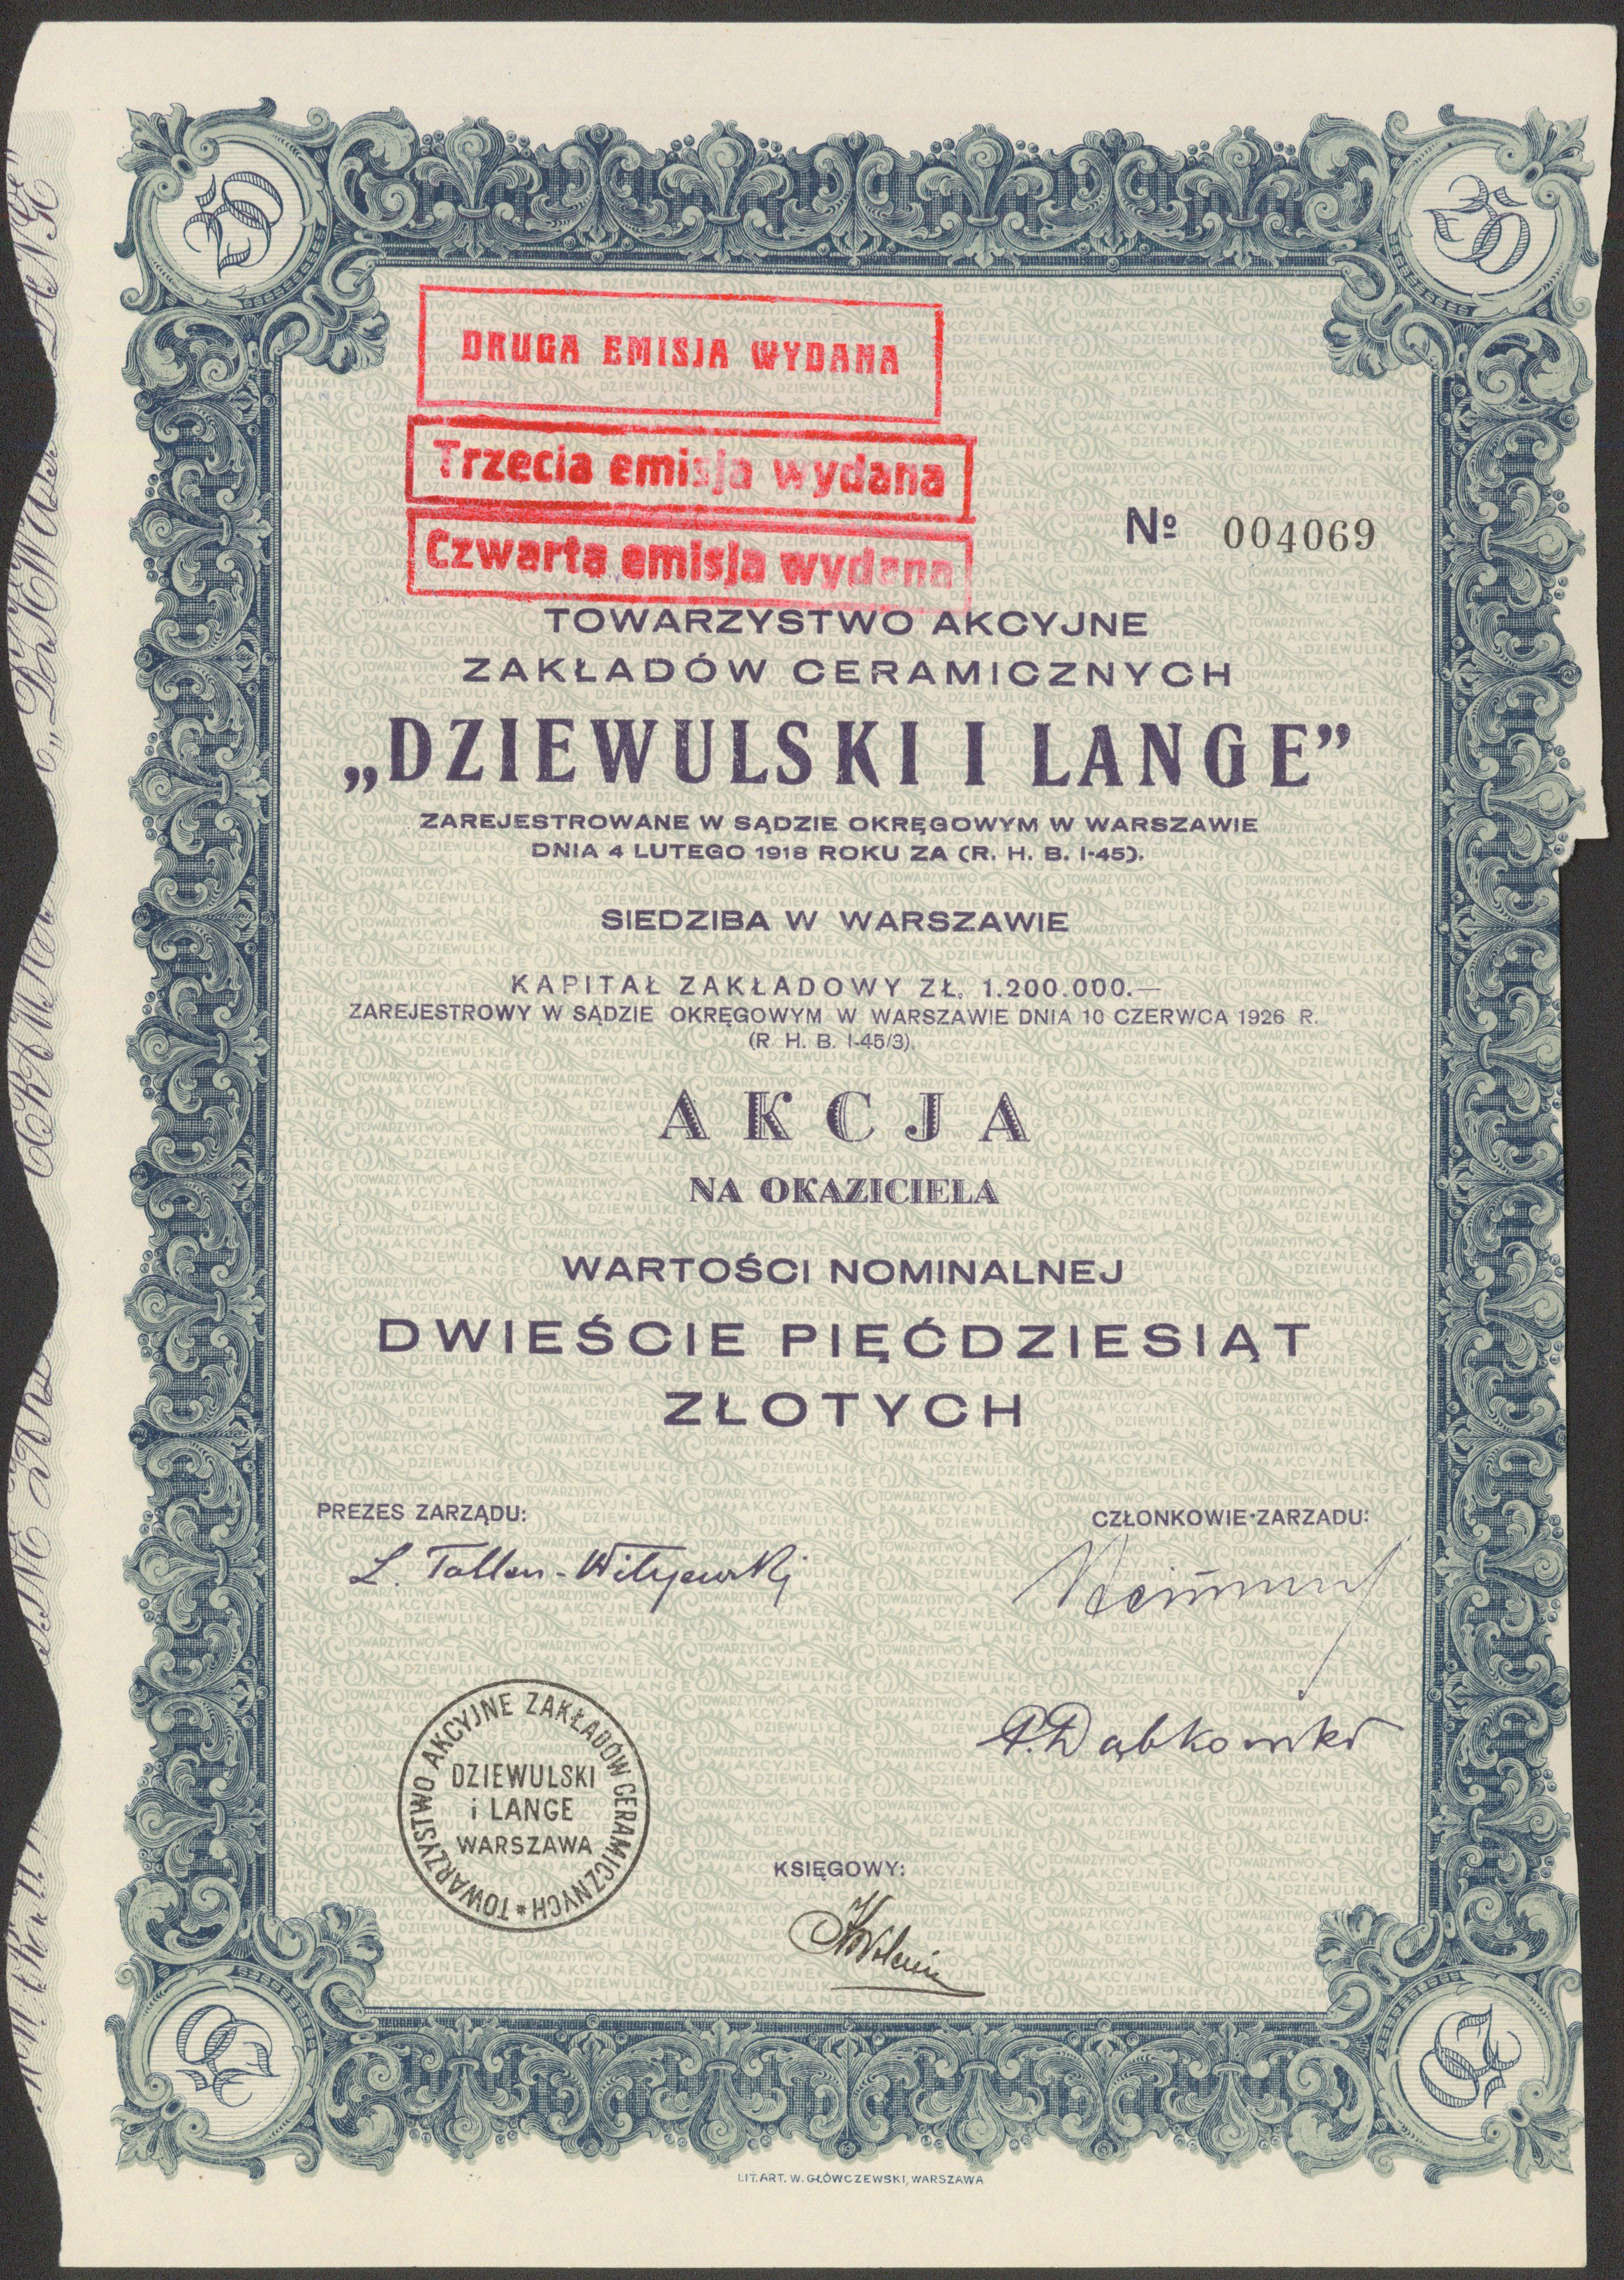 DRUGA EMISJA WYDANA
Trzecia emisja wydana
Czwarta emisja wydana
Nº 004069
TOWARZYSTWO AKCYJNE
ZAKŁADÓW CERAMICZNYCH
„DZIEWULSKI I LANGE”
ZAREJESTROWANE W SĄDZIE OKRĘGOWYM W WARSZAWIE
DNIA 4 LUTEGO 1918 ROKU ZA (R. H. B. I-45).
SIEDZIBA W WARSZAWIE
KAPITAŁ ZAKŁADOWY ZŁ. 1.200.000.—
ZAREJESTROWY W SĄDZIE OKRĘGOWYM W WARSZAWIE DNIA 10 CZERWCA 1926 R.
(R. H. B. I-45/3).
AKCJA
NA OKAZICIELA
WARTOŚCI NOMINALNEJ
DWIEŚCIE PIĘĆDZIESIĄT
ZŁOTYCH
PREZES ZARZĄDU:
CZŁONKOWIE·ZARZADU:
P. Dąbkowski
TOWARZYSTWO AKCYJNE ZAKŁADÓW CERAMICZNYCH *
DZIEWULSKI
i LANGE
WARSZAWA
KSIĘGOWY:
LIT. ART. W. GŁÓWCZEWSKI, WARSZAWA